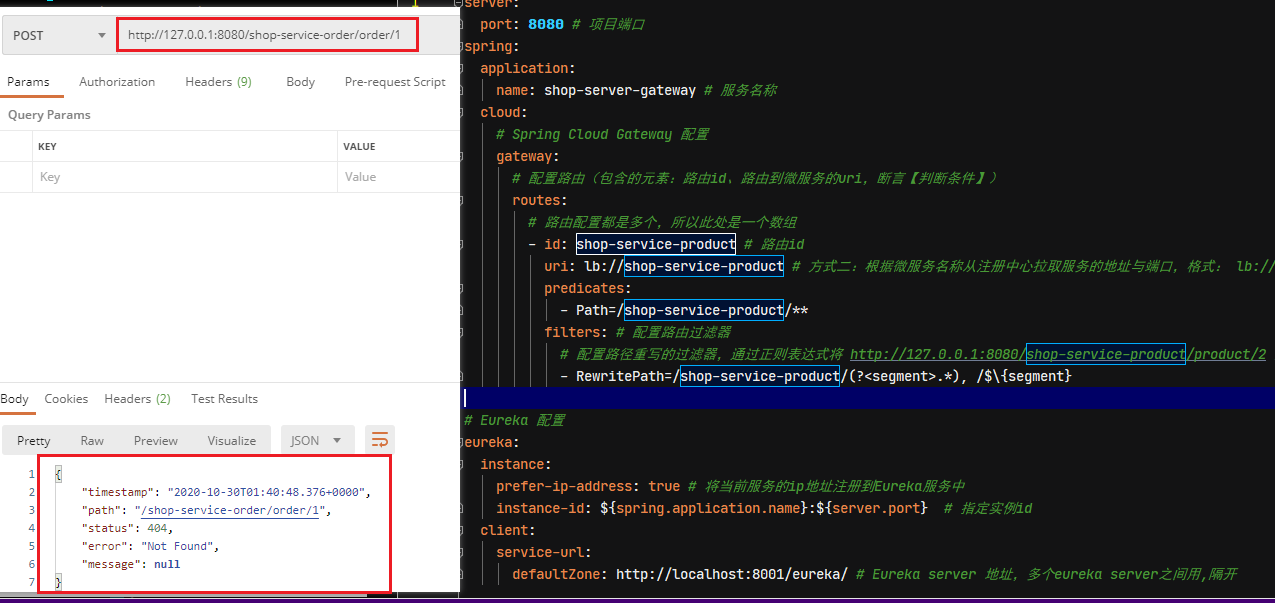 POST
http://127.0.0.1:8080/shop-service-order/order/1
Params Authorization Headers (9) Body Pre-request Script
Query Params
KEY VALUE
Key Value
Body Cookies Headers (2) Test Results
Pretty Raw Preview Visualize JSON
1 {
2 "timestamp": "2020-10-30T01:40:48.376+0000",
3 "path": "/shop-service-order/order/1",
4 "status": 404,
5 "error": "Not Found",
6 "message": null
7 }
server:
port: 8080 # 项目端口
spring:
application:
name: shop-server-gateway # 服务名称
cloud:
# Spring Cloud Gateway 配置
gateway:
# 配置路由（包含的元素：路由id、路由到微服务的uri，断言【判断条件】）
routes:
# 路由配置都是多个，所以此处是一个数组
- id: shop-service-product # 路由id
uri: lb://shop-service-product # 方式二：根据微服务名称从注册中心拉取服务的地址与端口，格式： lb://
predicates:
- Path=/shop-service-product/**
filters: # 配置路由过滤器
# 配置路径重写的过滤器，通过正则表达式将 http://127.0.0.1:8080/shop-service-product/product/2
- RewritePath=/shop-service-product/(?<segment>.*), /$\{segment}
# Eureka 配置
eureka:
instance:
prefer-ip-address: true # 将当前服务的ip地址注册到Eureka服务中
instance-id: ${spring.application.name}:${server.port} # 指定实例id
client:
service-url:
defaultZone: http://localhost:8001/eureka/ # Eureka server 地址，多个eureka server之间用,隔开